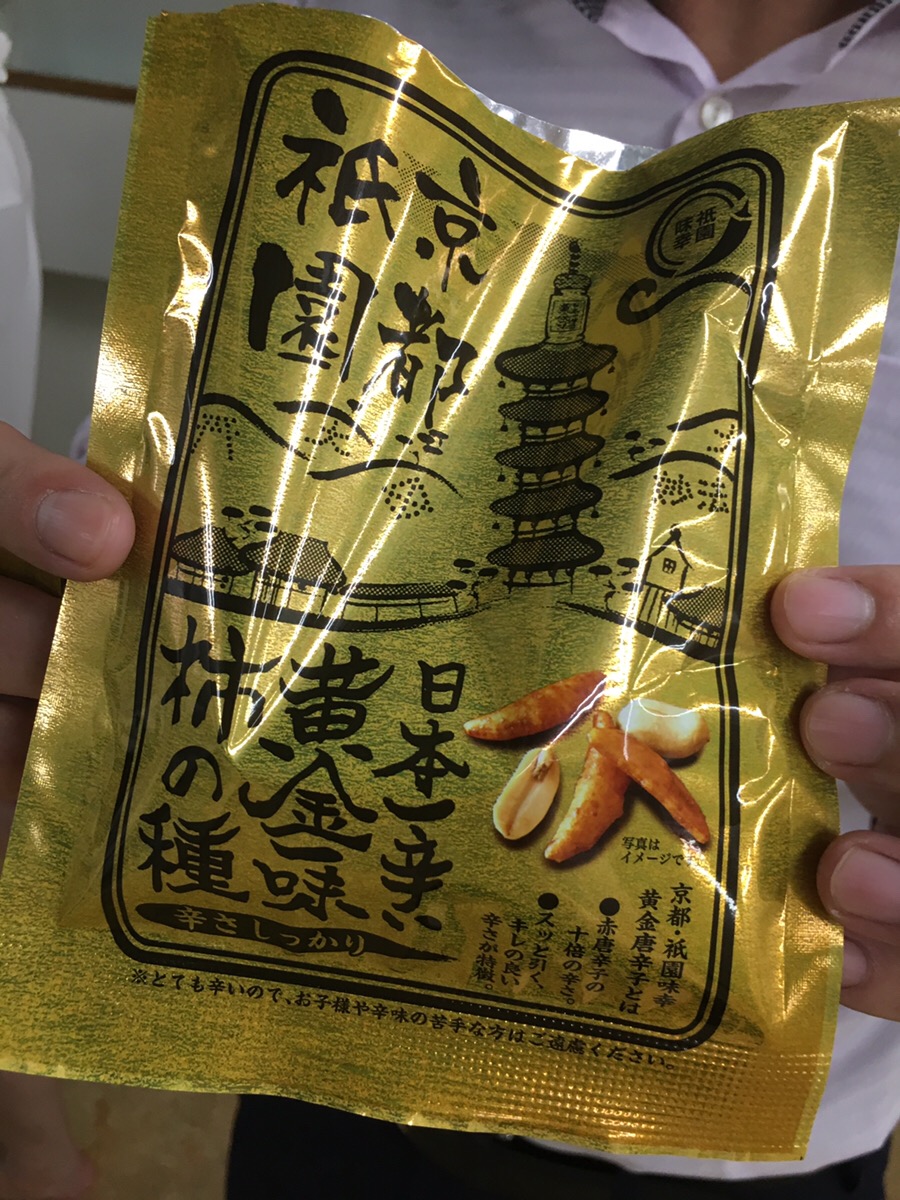 京都
祇園
祇園
味幸
妙法
日本一辛い
黄金一味
柿の種
辛さしっかり
写真は
イメージです
京都・祇園味幸
黄金唐辛子とは
●赤唐辛子の
十倍の辛さ。
●スッと引く、
キレの良い
辛さが特徴。
※とても辛いので、お子様や辛味の苦手な方はご遠慮ください。